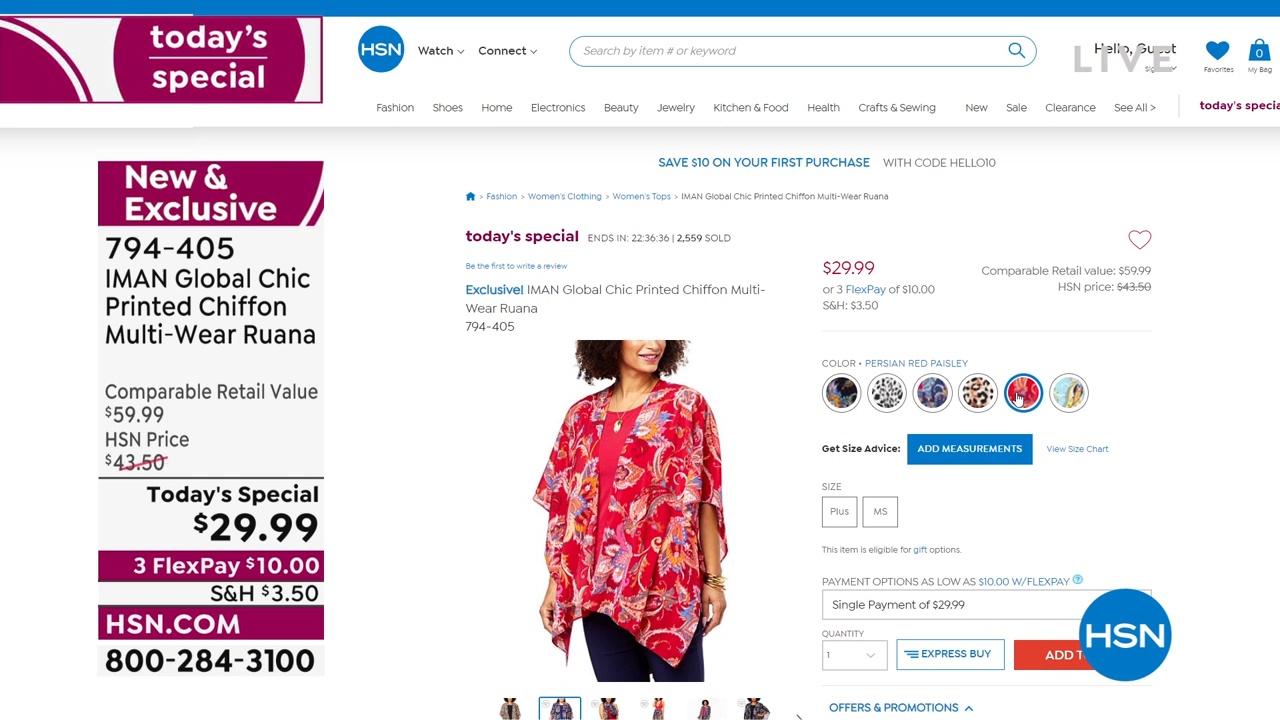 today's
special
HSN
Watch
Connect
Search by item # or keyword
Hello, Guest
LIVE
Favorites
0
My Bag
Fashion
Shoes
Home
Electronics
Beauty
Jewelry
Kitchen & Food
Health
Crafts & Sewing
New
Sale
Clearance
See All >
today's specia
SAVE $10 ON YOUR FIRST PURCHASE WITH CODE HELLO10
> Fashion > Women's Clothing > Women's Tops > IMAN Global Chic Printed Chiffon Multi-Wear Ruana
New &
Exclusive
794-405
IMAN Global Chic
Printed Chiffon
Multi-Wear Ruana
Comparable Retail Value
$59.99
HSN Price
$43.50
Today's Special
$29.99
3 FlexPay $10.00
S&H $3.50
HSN.COM
800-284-3100
today's special ENDS IN: 22:36:36 | 2,559 SOLD
Be the first to write a review
Exclusive! IMAN Global Chic Printed Chiffon Multi-
Wear Ruana
794-405
$29.99
or 3 FlexPay of $10.00
S&H: $3.50
Comparable Retail value: $59.99
HSN price: $43.50
COLOR • PERSIAN RED PAISLEY
Get Size Advice:
ADD MEASUREMENTS
View Size Chart
SIZE
Plus
MS
This item is eligible for gift options.
PAYMENT OPTIONS AS LOW AS $10.00 W/FLEXPAY ?
Single Payment of $29.99
QUANTITY
1
EXPRESS BUY
ADD T
HSN
OFFERS & PROMOTIONS